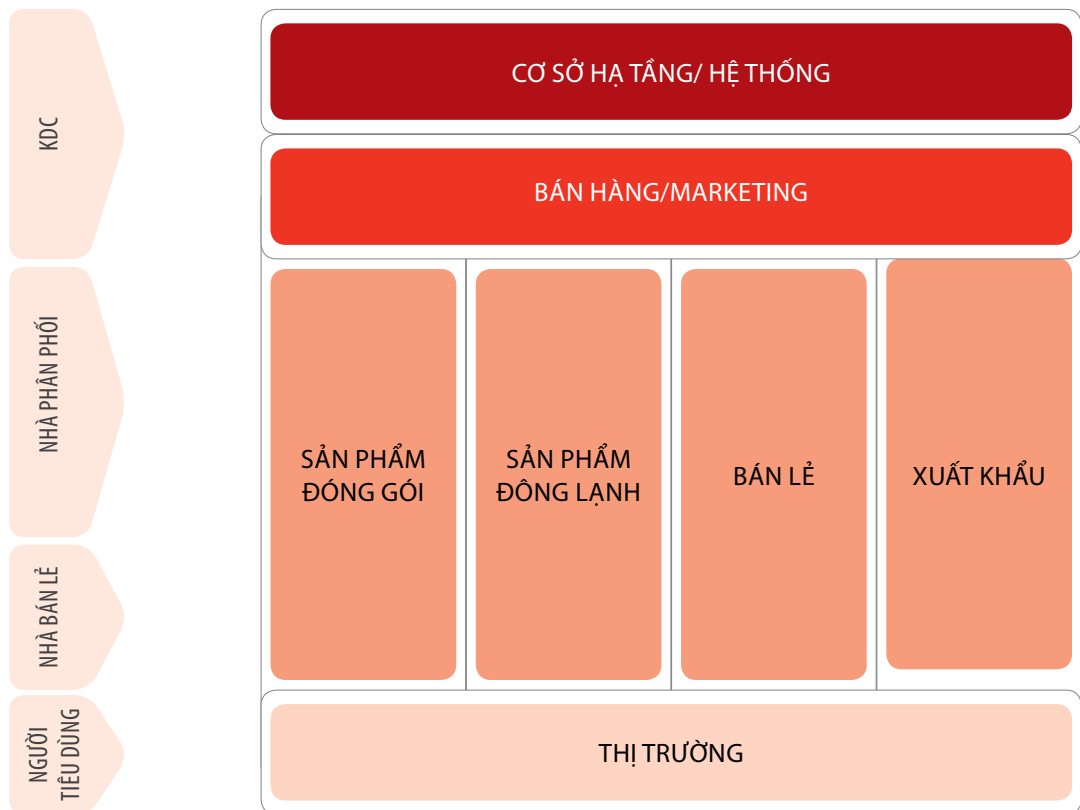 KDC
CƠ SỞ HẠ TẦNG/ HỆ THỐNG
BÁN HÀNG/MARKETING
NHÀ PHÂN PHỐI
SẢN PHẨM
ĐÓNG GÓI
SẢN PHẨM
ĐÔNG LẠNH
BÁN LẺ
XUẤT KHẨU
NHÀ BÁN LẺ
NGƯỜI
TIÊU DÙNG
THỊ TRƯỜNG